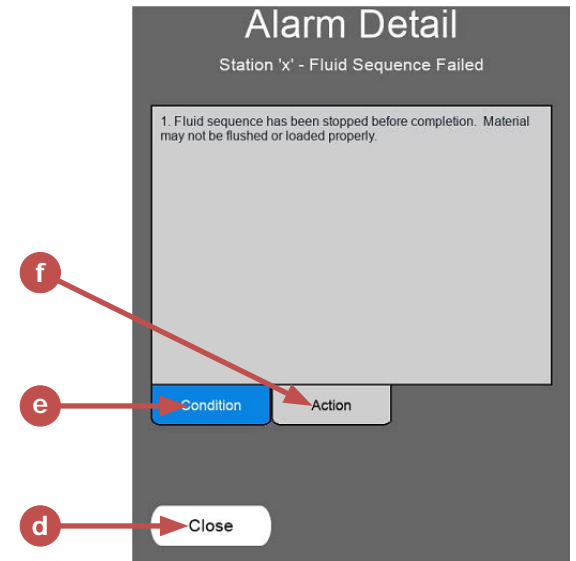 Alarm Detail
Station 'x' - Fluid Sequence Failed
1. Fluid sequence has been stopped before completion.  Material
may not be flushed or loaded properly.
f
e
Condition
Action
d
Close